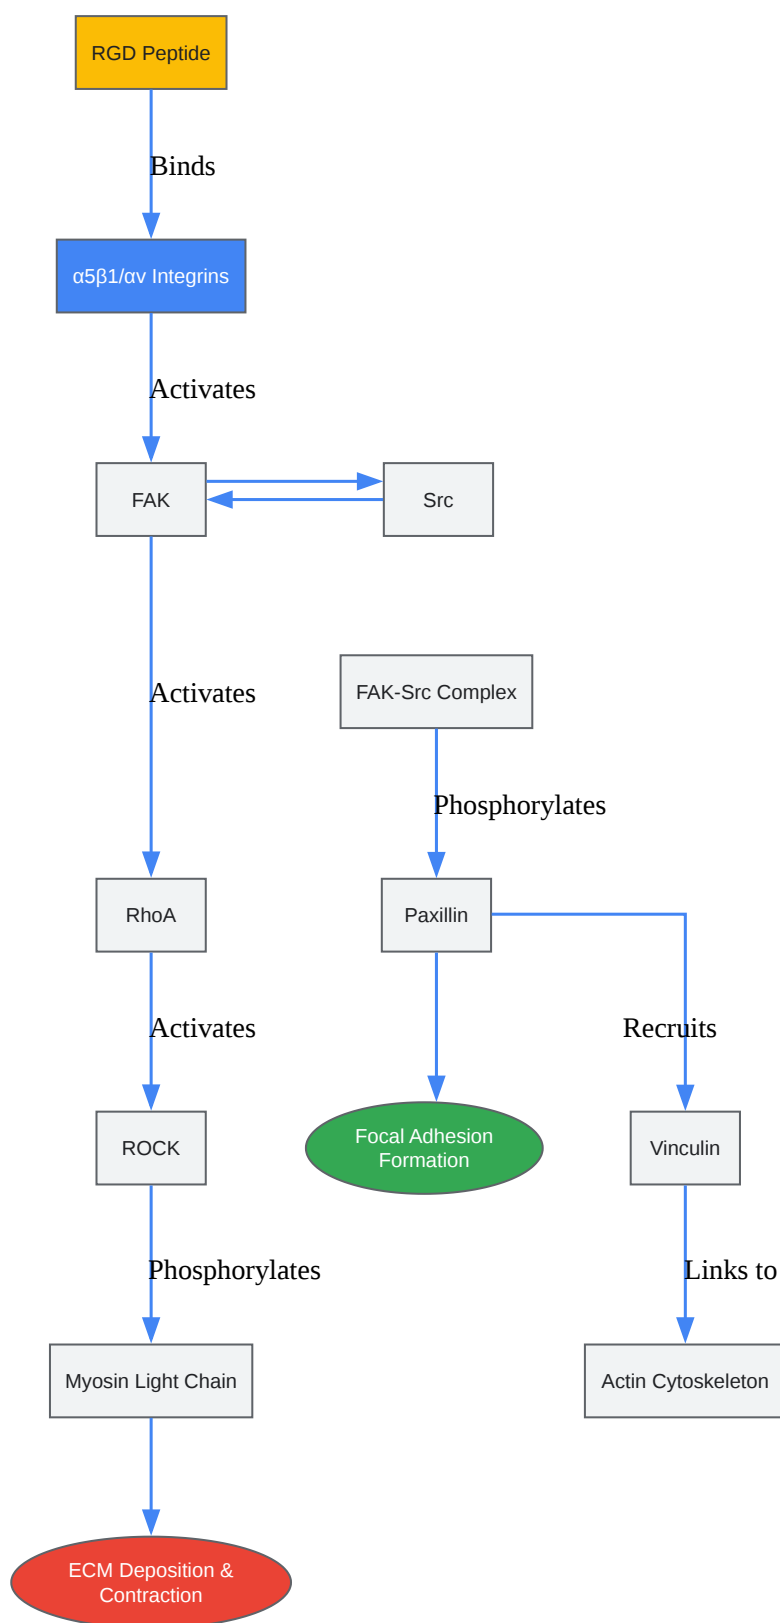 RGD Peptide
Binds
α5β1/αv Integrins
Activates
FAK
Src
Activates
FAK-Src Complex
Phosphorylates
RhoA
Paxillin
Activates
Recruits
ROCK
Focal Adhesion
Formation
Vinculin
Phosphorylates
Links to
Myosin Light Chain
Actin Cytoskeleton
ECM Deposition &
Contraction